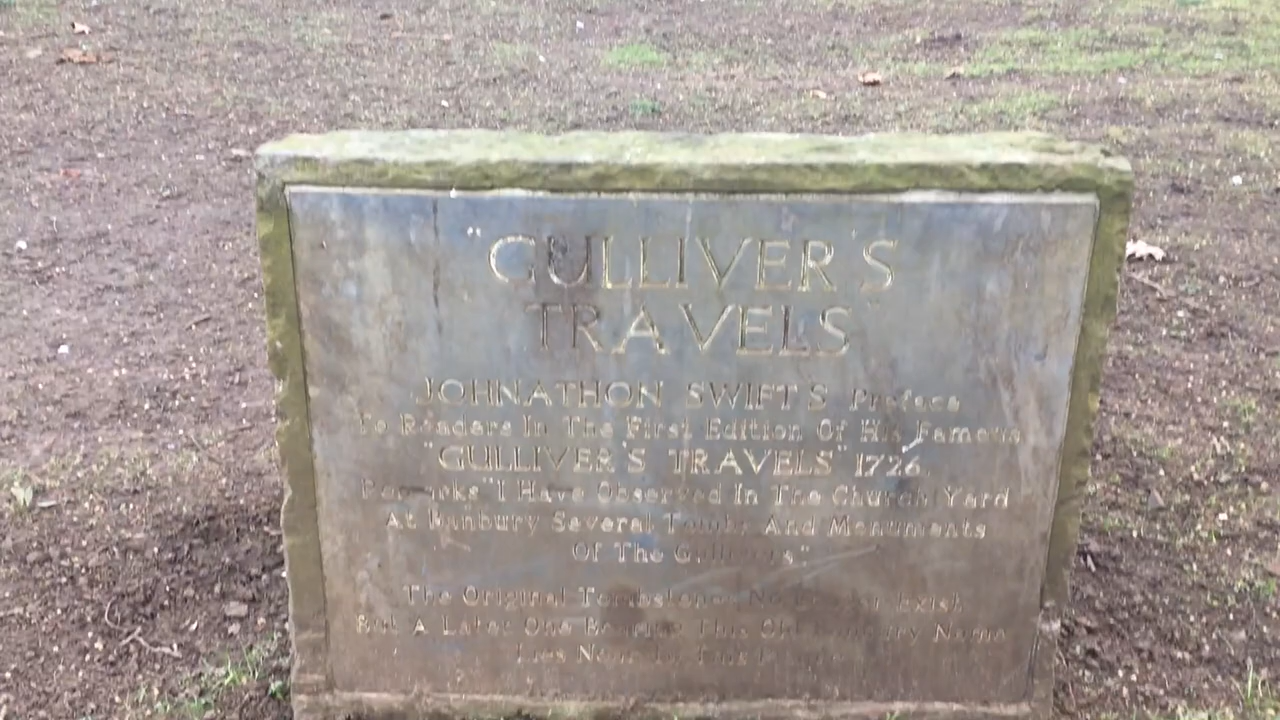 "GULLIVER'S
TRAVELS"
JOHNATHON SWIFT'S Preface
To Readers In The First Edition Of His Famous
"GULLIVER'S TRAVELS" 1726.
Remarks "I Have Observed In The Church Yard
At Banbury Several Tombs And Monuments
Of The Gullivers"
The Original Tombstones No Longer Exist
But A Later One Bearing This Old Banbury Name
Lies